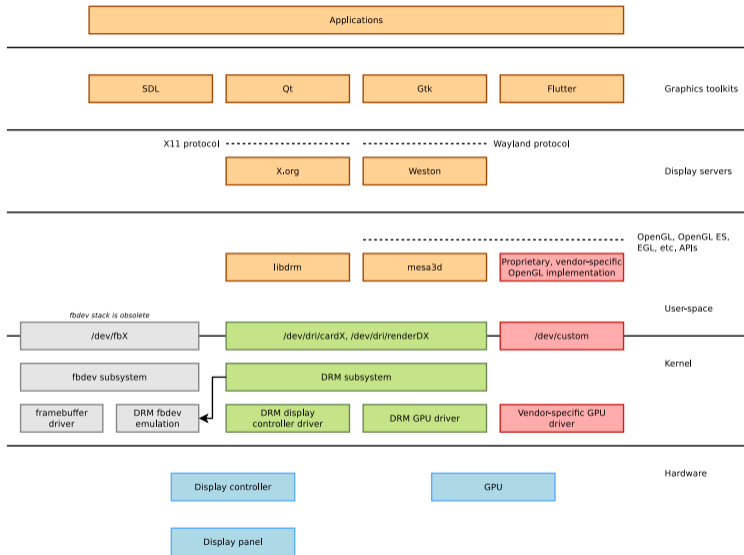 Applications
SDL
Qt
Gtk
Flutter
Graphics toolkits
X11 protocol
Wayland protocol
X.org
Weston
Display servers
OpenGL, OpenGL ES,
EGL, etc, APIs
libdrm
mesa3d
Proprietary, vendor-specific
OpenGL implementation
User-space
fbdev stack is obsolete
/dev/fbX
/dev/dri/cardX, /dev/dri/renderDX
/dev/custom
Kernel
fbdev subsystem
DRM subsystem
framebuffer
driver
DRM fbdev
emulation
DRM display
controller driver
DRM GPU driver
Vendor-specific GPU
driver
Hardware
Display controller
GPU
Display panel